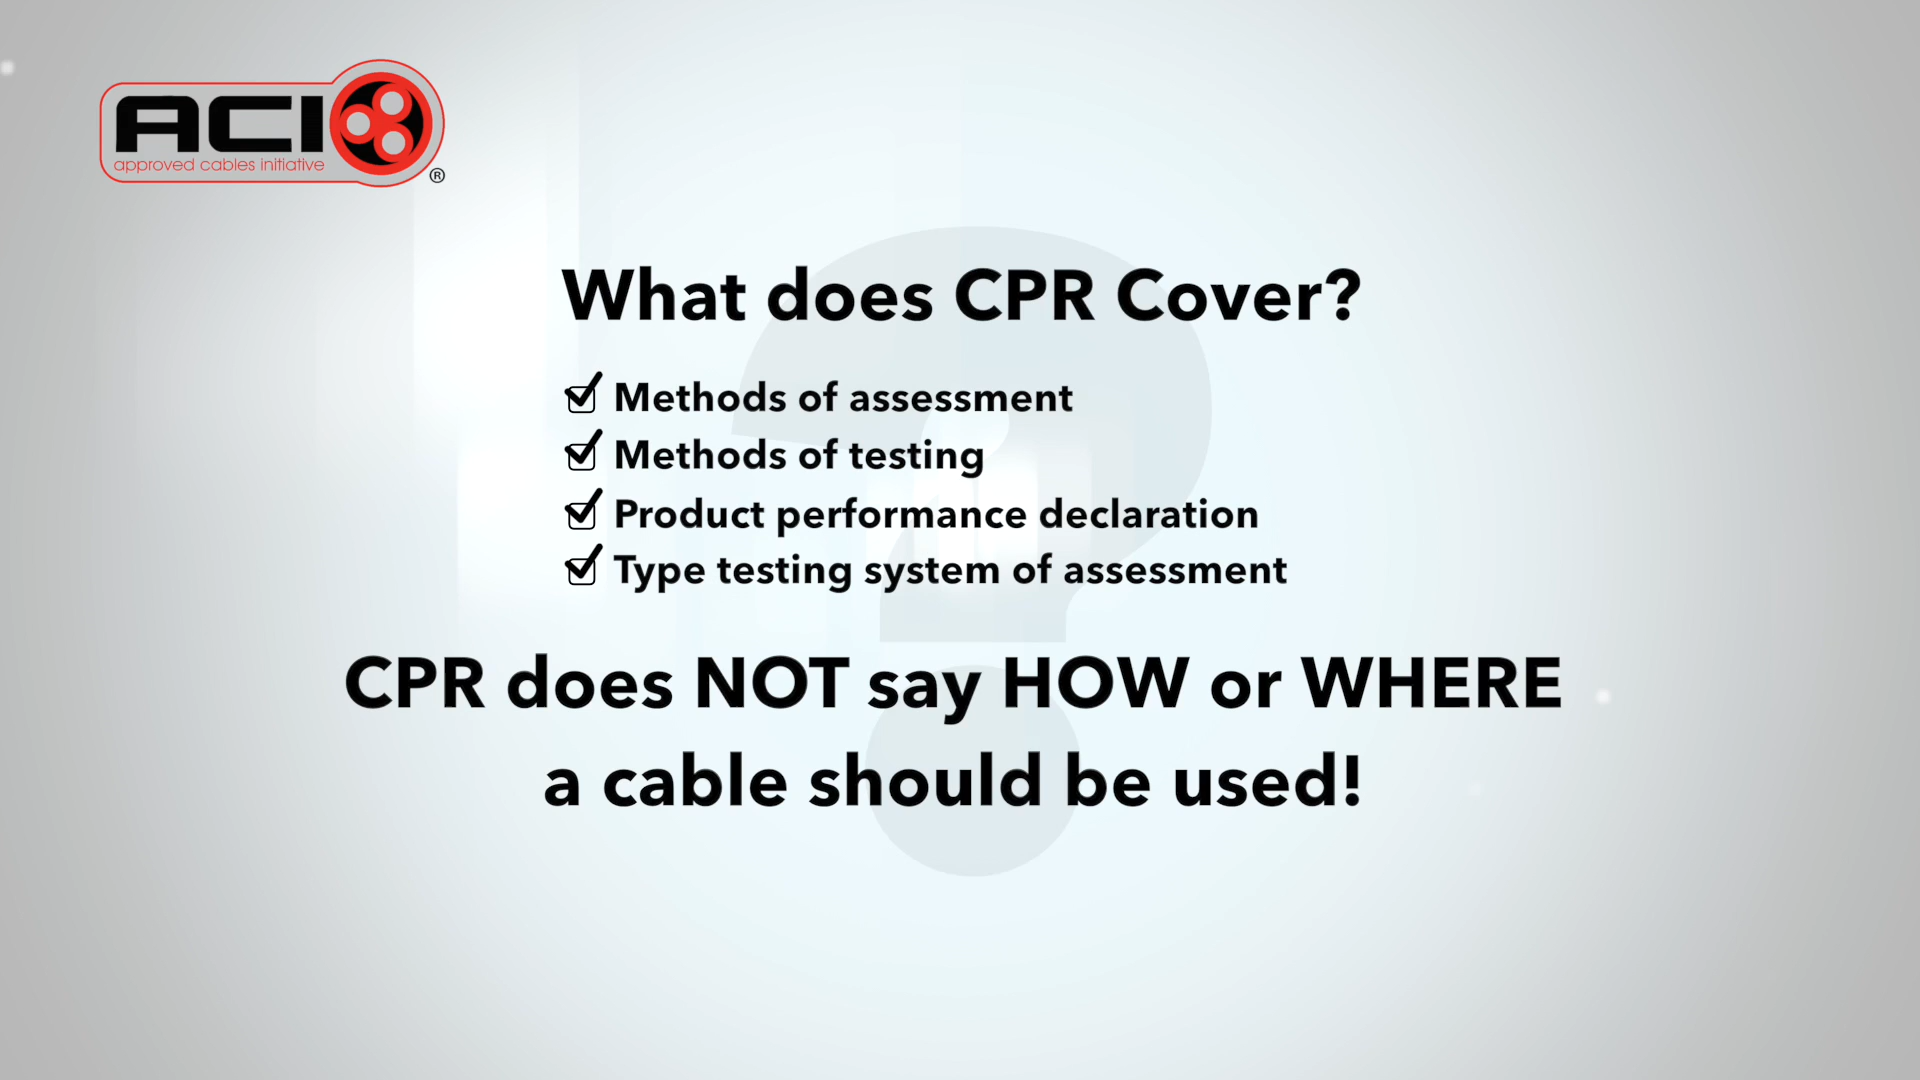 ACI
approved cables initiative
®
What does CPR Cover?
Methods of assessment
Methods of testing
Product performance declaration
Type testing system of assessment
CPR does NOT say HOW or WHERE
a cable should be used!